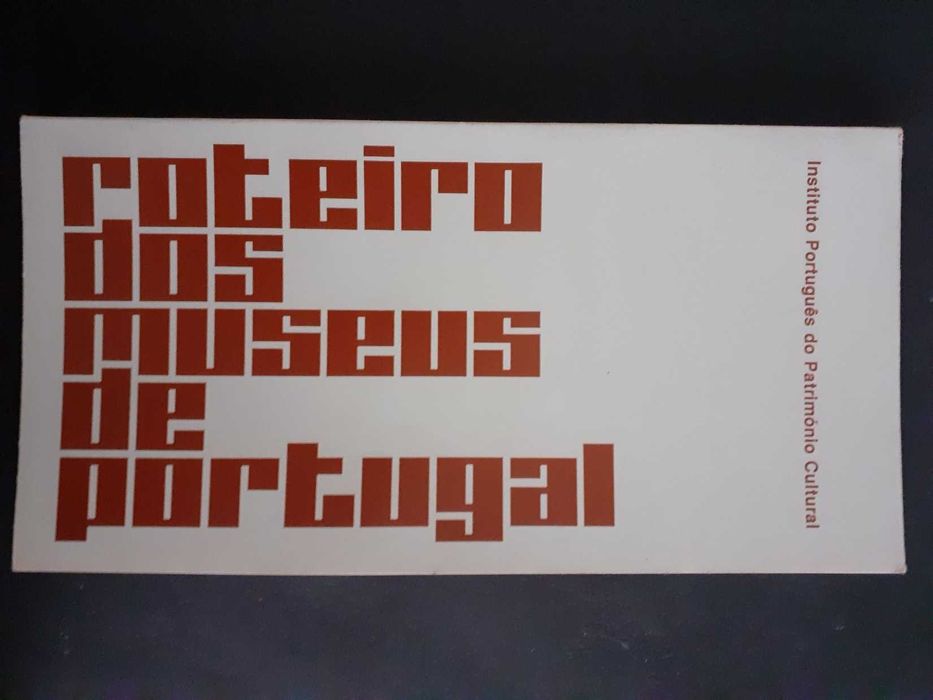 roteiro
dos
museus
de
portugal
Instituto Português do Património Cultural